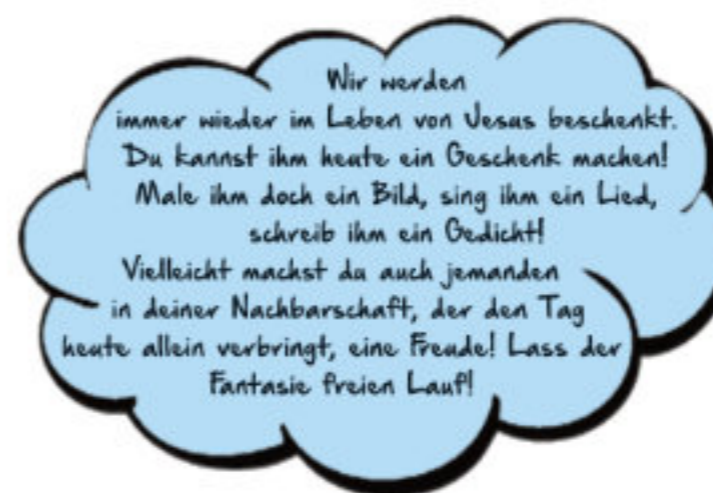 Wir werden
immer wieder im Leben von Jesus beschenkt.
Du kannst ihm heute ein Geschenk machen!
Male ihm doch ein Bild, sing ihm ein Lied,
schreib ihm ein Gedicht!
Vielleicht machst du auch jemanden
in deiner Nachbarschaft, der den Tag
heute allein verbringt, eine Freude! Lass der
Fantasie freien Lauf!